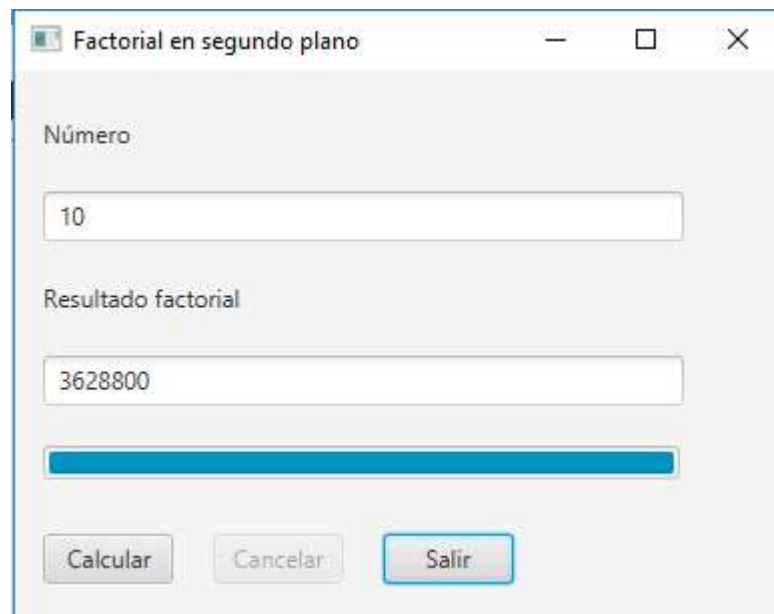 Factorial en segundo plano
Número
10
Resultado factorial
3628800
Calcular Cancelar Salir